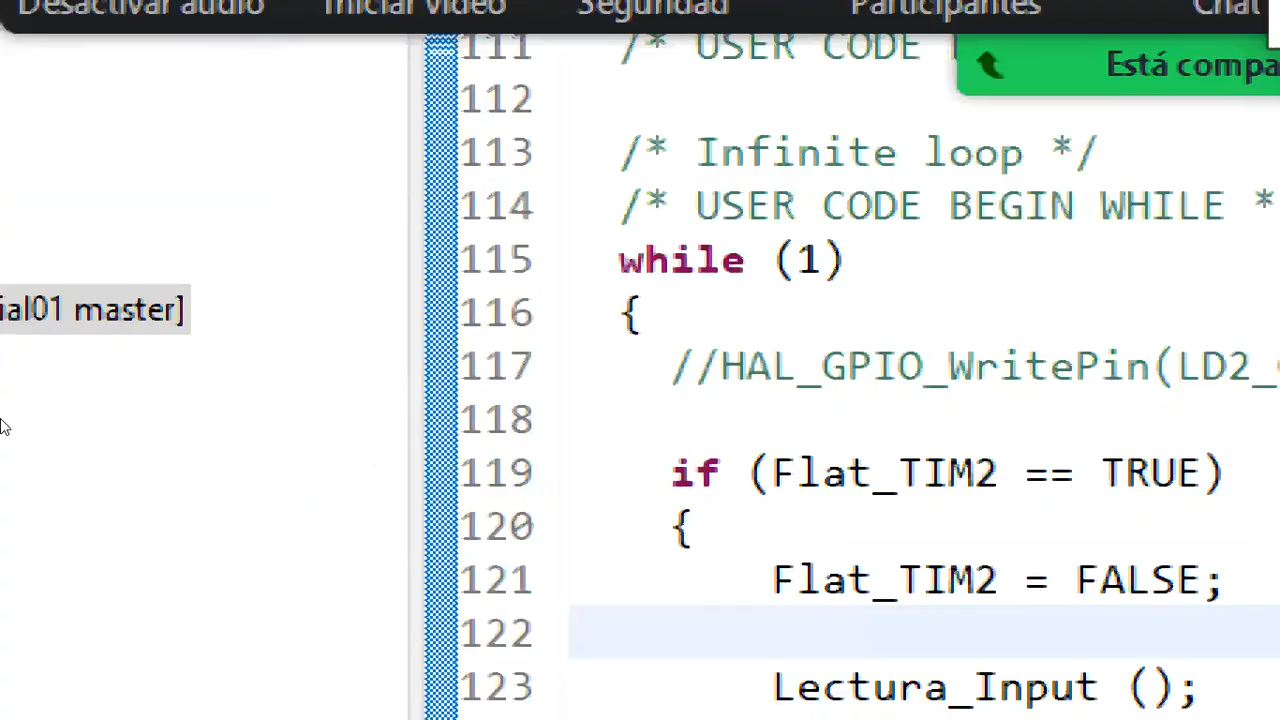 Desactivar audio Iniciar video Seguridad Participantes Chat
Está compa
ial01 master]
111 /* USER CODE
112
113 /* Infinite loop */
114 /* USER CODE BEGIN WHILE *
115 while (1)
116 {
117 //HAL_GPIO_WritePin(LD2_
118
119 if (Flat_TIM2 == TRUE)
120 {
121 Flat_TIM2 = FALSE;
122
123 Lectura_Input ();